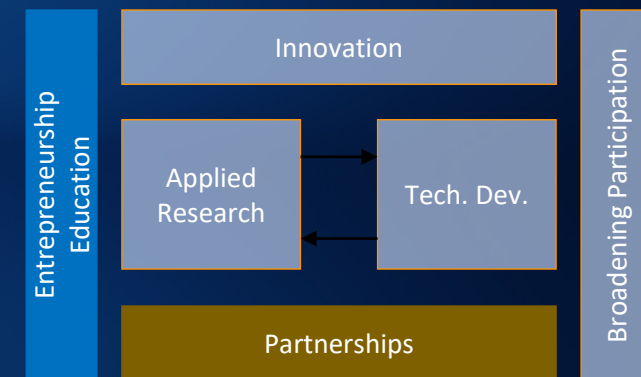 Entrepreneurship
Education
Innovation
Applied
Research
Tech. Dev.
Partnerships
Broadening Participation